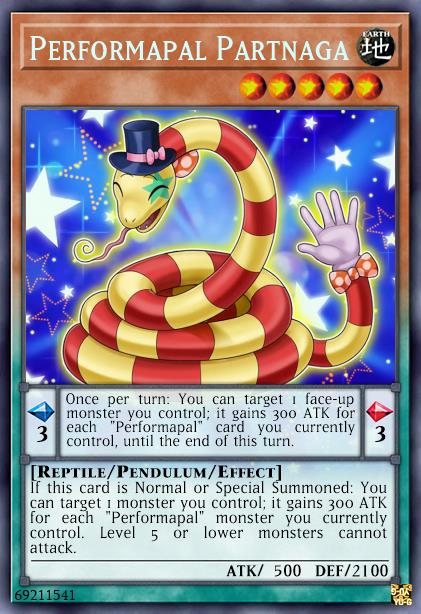 PERFORMAPAL PARTNAGA
EARTH
地
Once per turn: You can target 1 face-up
monster you control; it gains 300 ATK for
each "Performapal" card you currently
control, until the end of this turn.
3
3
[REPTILE/PENDULUM/EFFECT]
If this card is Normal or Special Summoned: You
can target 1 monster you control; it gains 300 ATK
for each "Performapal" monster you currently
control. Level 5 or lower monsters cannot
attack.
ATK/ 500 DEF/2100
69211541